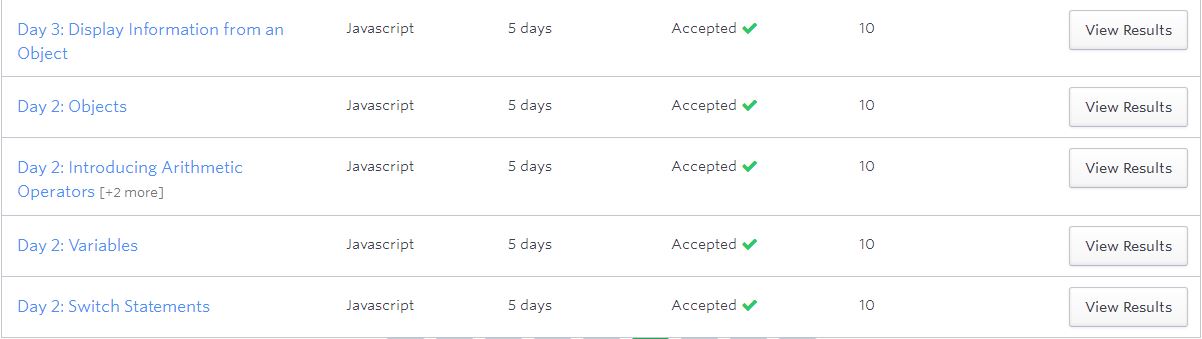 Day 3: Display Information from an Javascript 5 days Accepted 10 View Results
Object
Day 2: Objects Javascript 5 days Accepted 10 View Results
Day 2: Introducing Arithmetic Javascript 5 days Accepted 10 View Results
Operators [+2 more]
Day 2: Variables Javascript 5 days Accepted 10 View Results
Day 2: Switch Statements Javascript 5 days Accepted 10 View Results